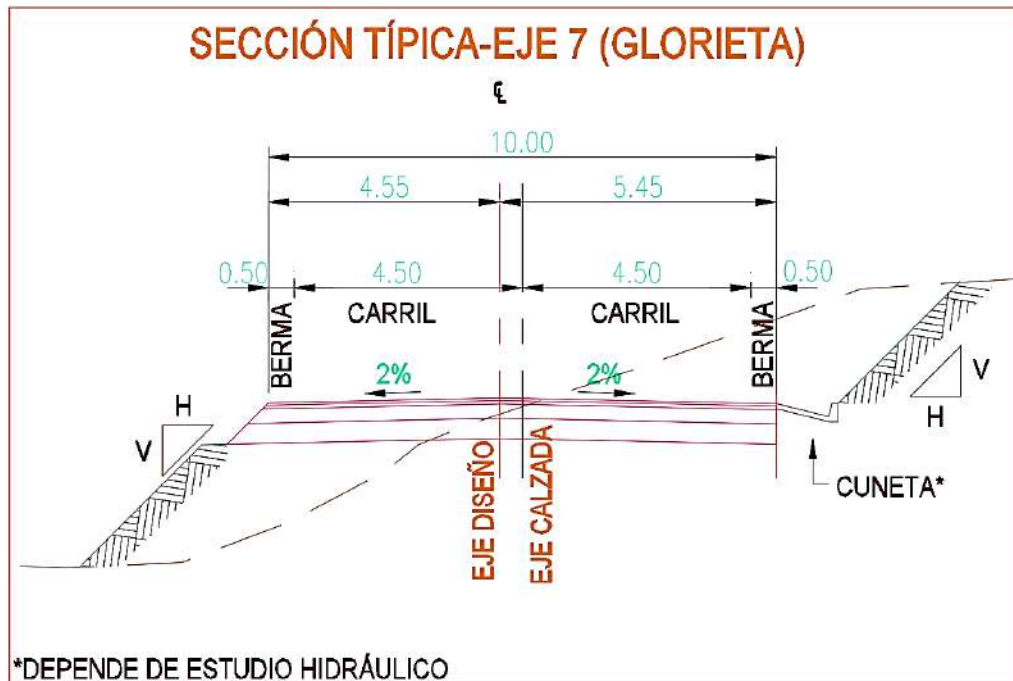 SECCIÓN TÍPICA-EJE 7 (GLORIETA)
10.00
4.55 5.45
0.50 4.50 4.50 0.50
BERMA CARRIL CARRIL BERMA
2% 2%
H
V
V
H
EJE DISEÑO
EJE CALZADA
CUNETA*
*DEPENDE DE ESTUDIO HIDRÁULICO